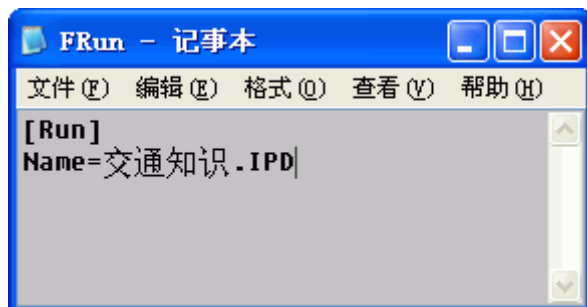 FRun - 记事本
文件(F) 编辑(E) 格式(O) 查看(V) 帮助(H)
[Run]
Name=交通知识.IPD